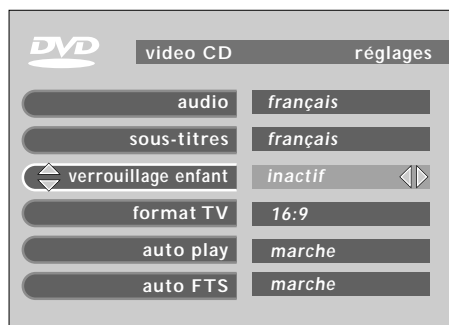 DVD video CD réglages
audio français
sous-titres français
verrouillage enfant inactif
format TV 16:9
auto play marche
auto FTS marche